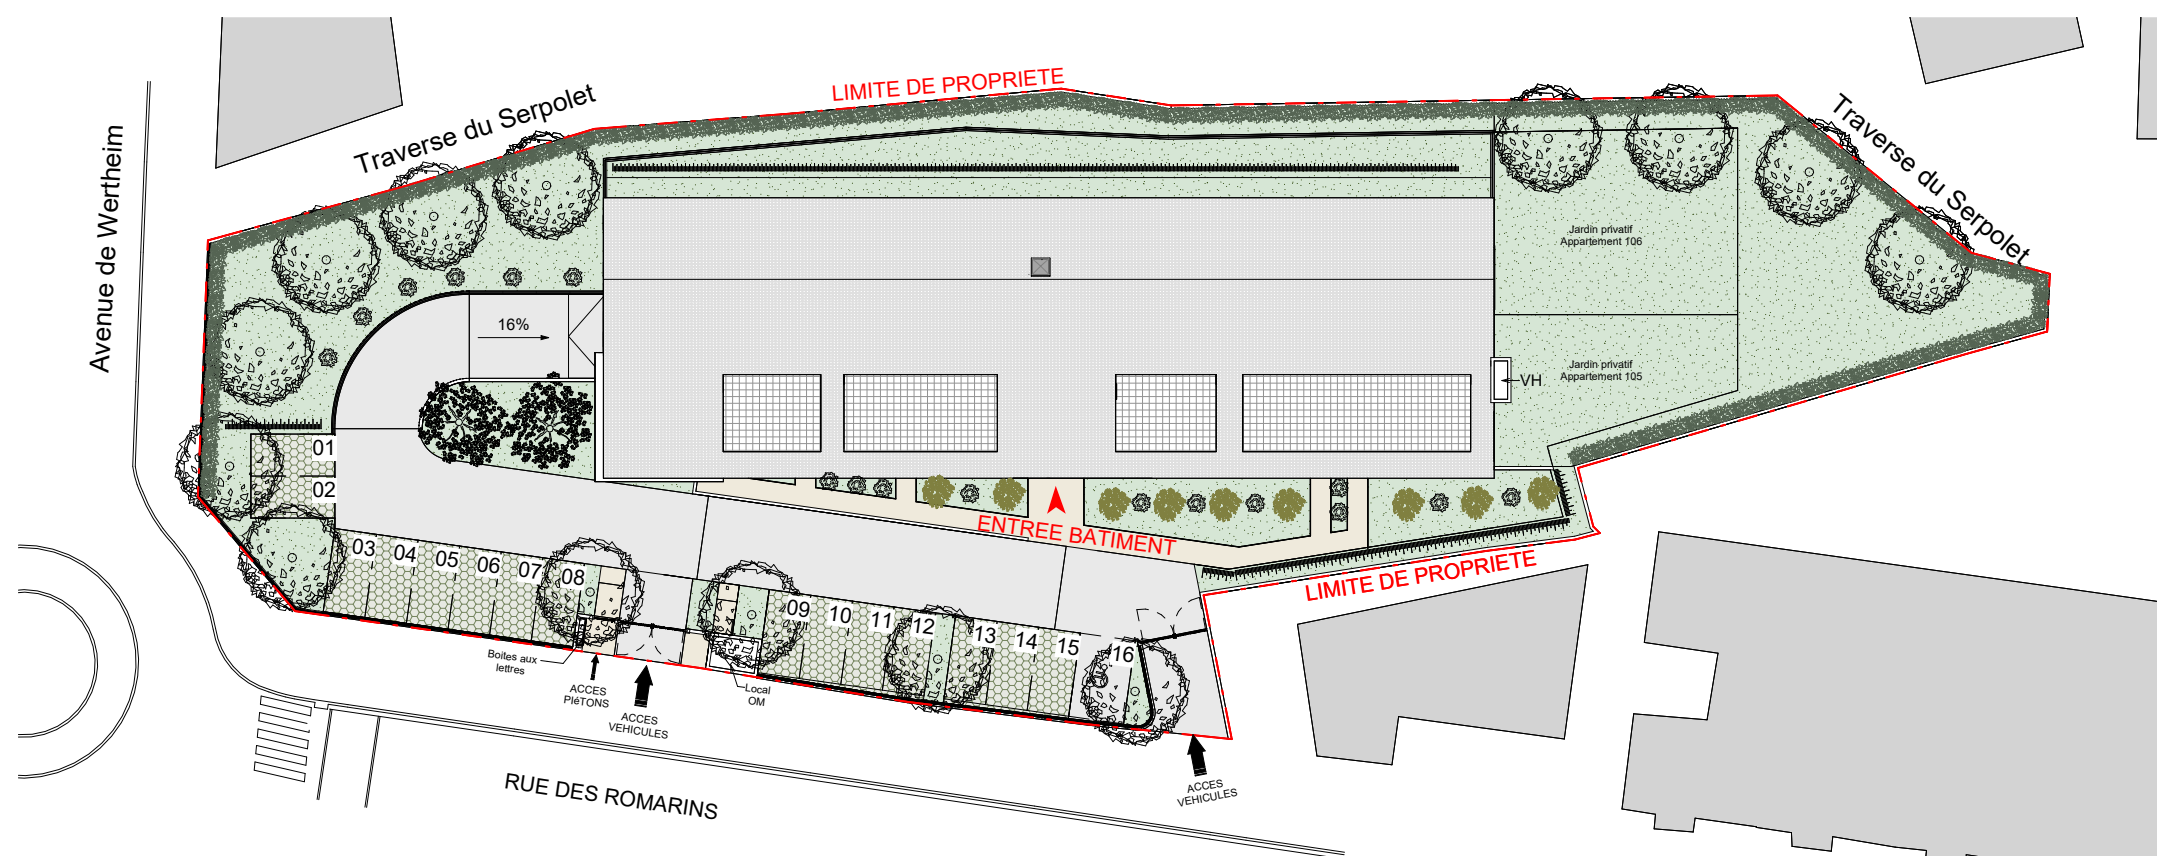 LIMITE DE PROPRIETE
Traverse du Serpolet
Traverse du Serpolet
Avenue de Wertheim
Jardin privatif
Appartement 106
16%
Jardin privatif
Appartement 105
VH
01
02
ENTREE BATIMENT
LIMITE DE PROPRIETE
03
04
05
06
07
08
09
10
11
12
13
14
15
16
Boites aux
lettres
ACCES
PIéTONS
ACCES
VEHICULES
Local
OM
ACCES
VEHICULES
RUE DES ROMARINS